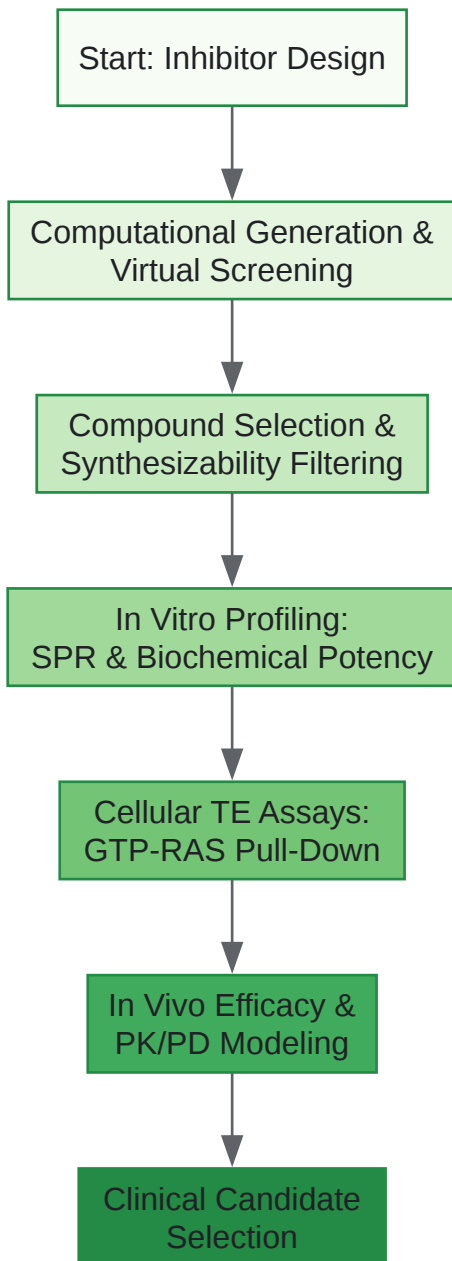 Start: Inhibitor Design
Computational Generation &
Virtual Screening
Compound Selection &
Synthesizability Filtering
In Vitro Profiling:
SPR & Biochemical Potency
Cellular TE Assays:
GTP-RAS Pull-Down
In Vivo Efficacy &
PK/PD Modeling
Clinical Candidate
Selection